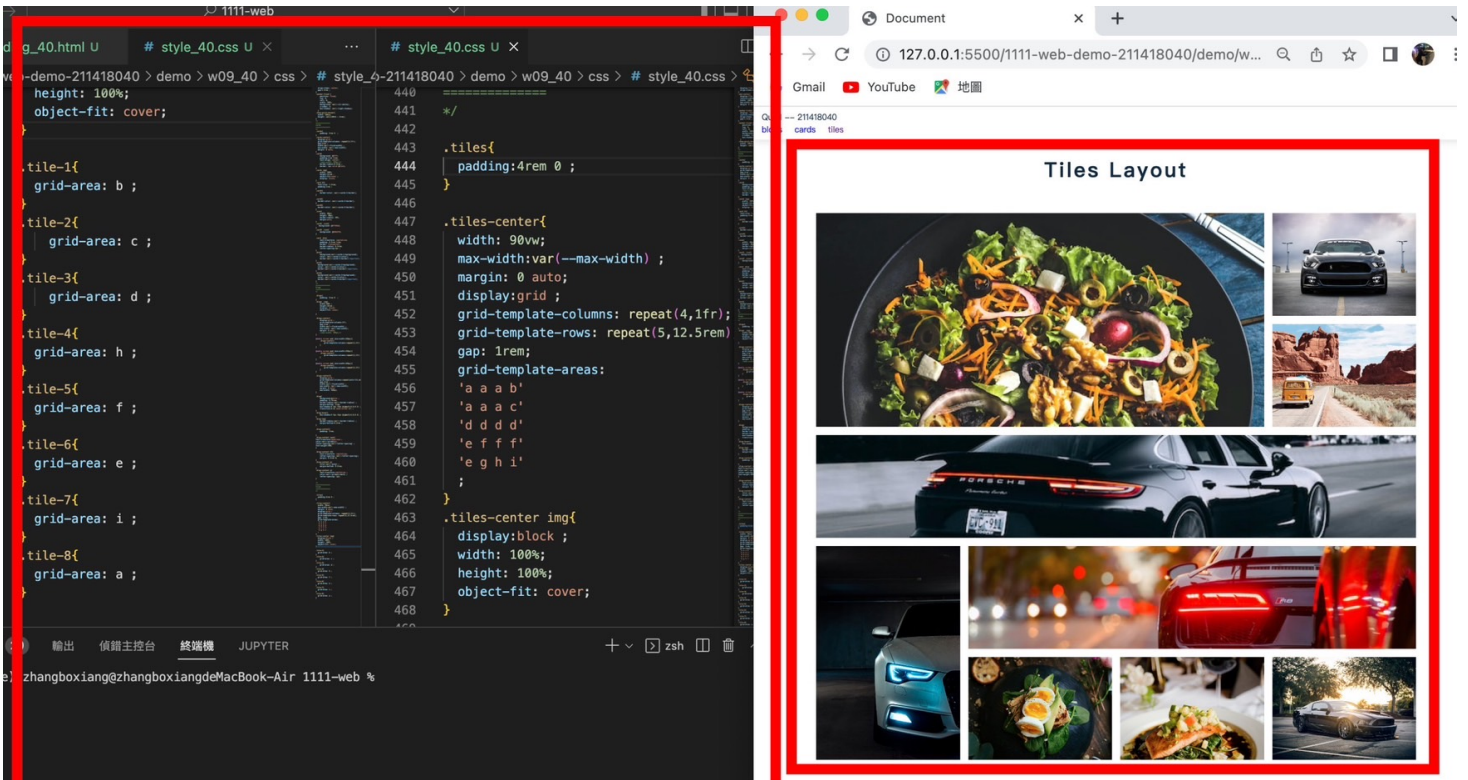 1111-web
g_40.html U
# style_40.css U
# style_40.css U
-demo-211418040 > demo > w09_40 > css > # style_4
-211418040 > demo > w09_40 > css > # style_40.css >
height: 100%;
object-fit: cover;
}
.tile-1{
grid-area: b ;
}
.tile-2{
grid-area: c ;
}
.tile-3{
grid-area: d ;
}
.tile-4{
grid-area: h ;
}
.tile-5{
grid-area: f ;
}
.tile-6{
grid-area: e ;
}
.tile-7{
grid-area: i ;
}
.tile-8{
grid-area: a ;
}
440 ==============
441 */
442
443 .tiles{
444 padding:4rem 0 ;
445 }
446
447 .tiles-center{
448 width: 90vw;
449 max-width:var(--max-width) ;
450 margin: 0 auto;
451 display:grid ;
452 grid-template-columns: repeat(4,1fr);
453 grid-template-rows: repeat(5,12.5rem)
454 gap: 1rem;
455 grid-template-areas:
456 'a a a b'
457 'a a a c'
458 'd d d d'
459 'e f f f'
460 'e g h i'
461 ;
462 }
463 .tiles-center img{
464 display:block ;
465 width: 100%;
466 height: 100%;
467 object-fit: cover;
468 }
輸出 偵錯主控台 終端機 JUPYTER
zsh
zhangboxiang@zhangboxiangdeMacBook-Air 1111-web %
Document
127.0.0.1:5500/1111-web-demo-211418040/demo/w...
Gmail YouTube 地圖
-- 211418040
cards tiles
Tiles Layout
PORSCHE